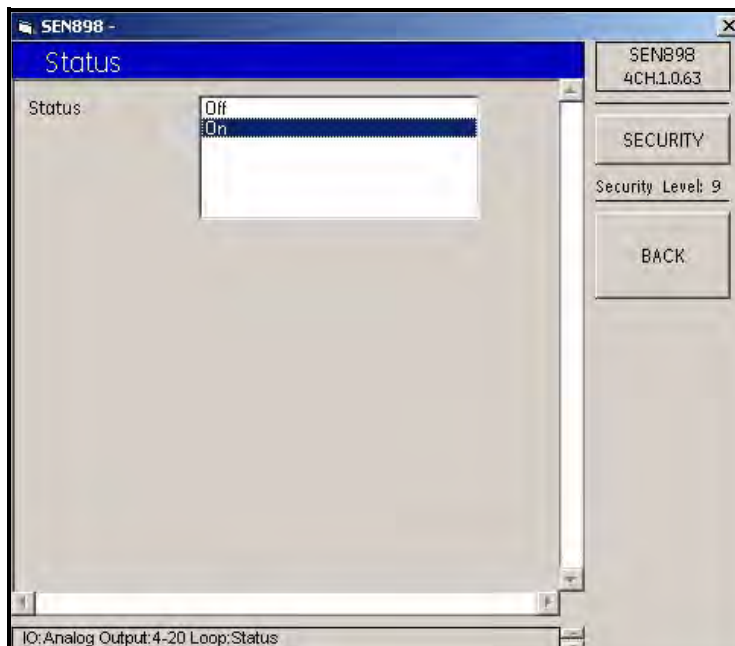 SEN898 -
Status
SEN898
4CH.1.0.63
Status
Off
On
SECURITY
Security Level: 9
BACK
IO:Analog Output:4-20 Loop:Status